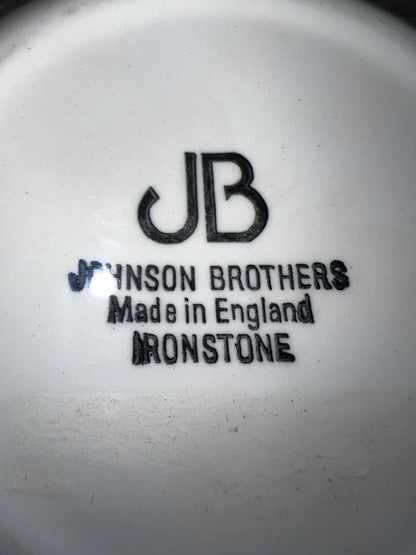 JB
JOHNSON BROTHERS
Made in England
IRONSTONE